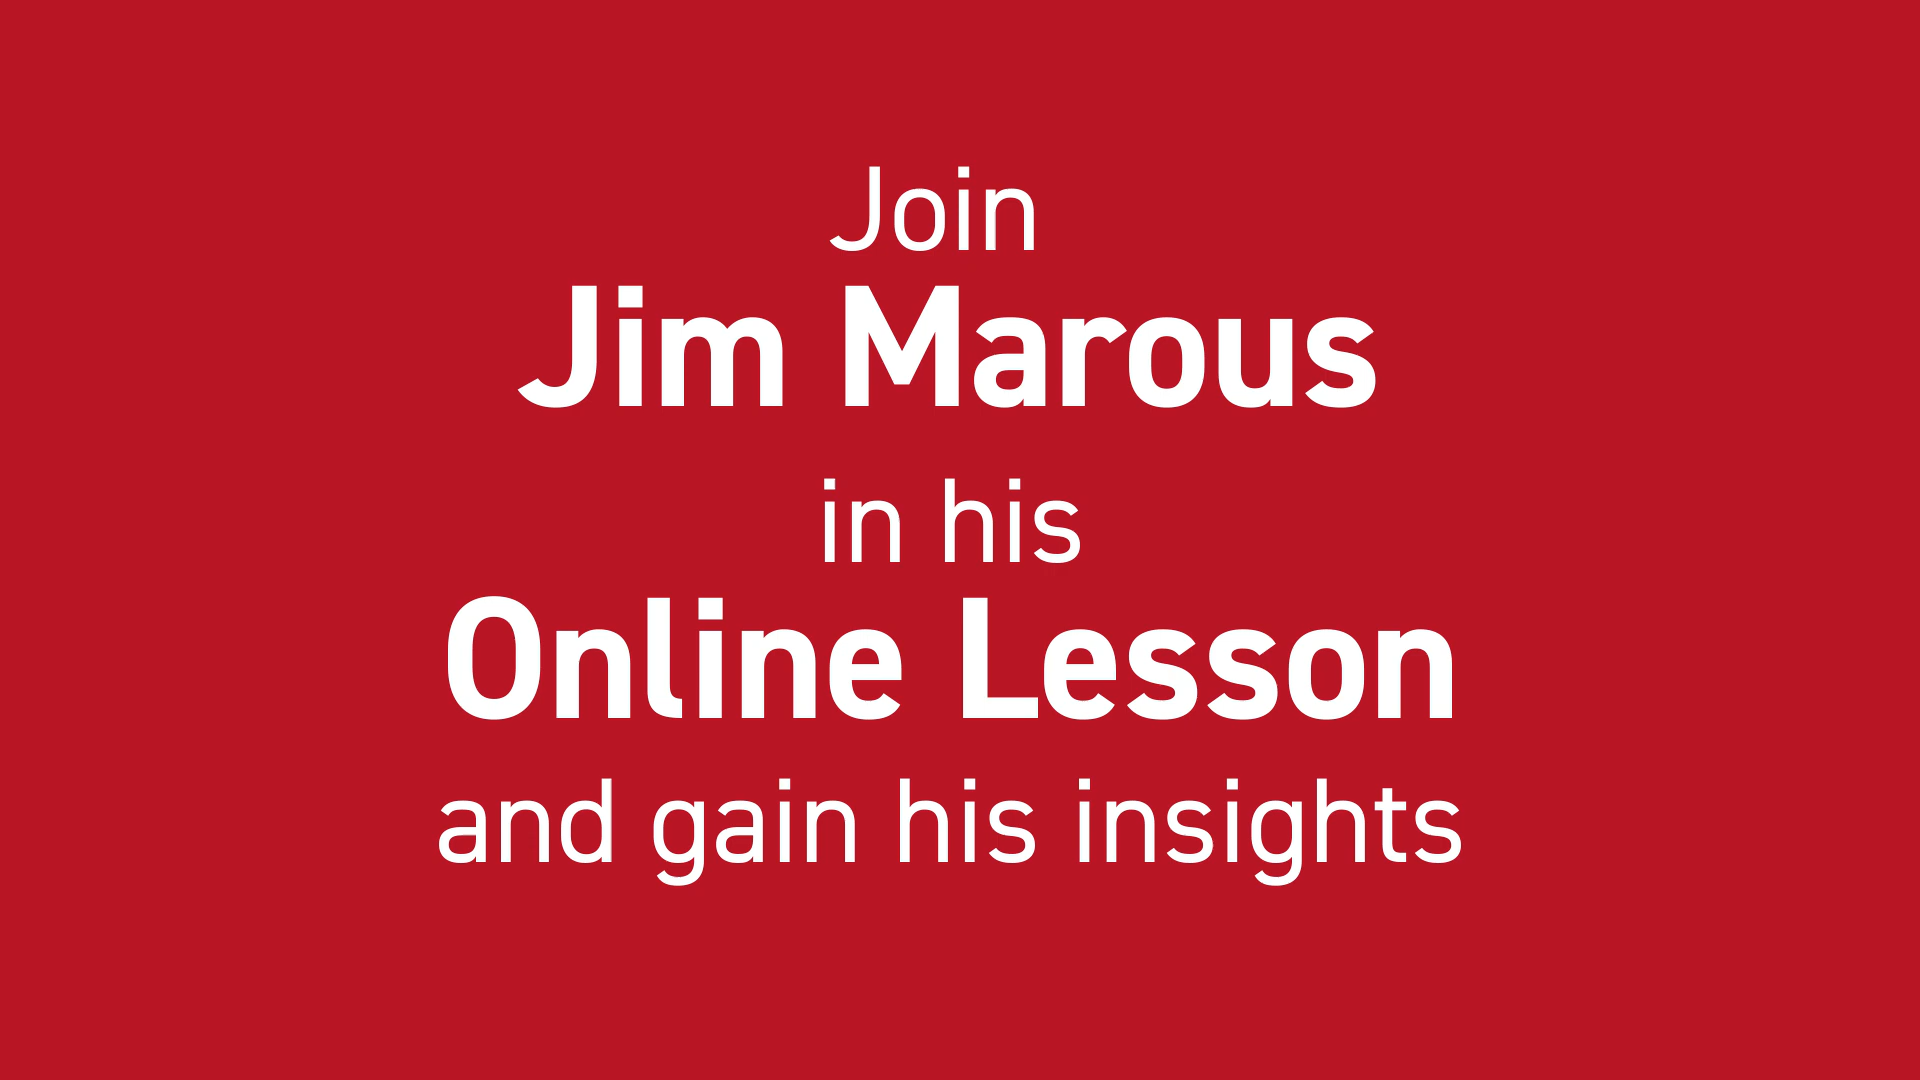 Join
Jim Marous
in his
Online Lesson
and gain his insights